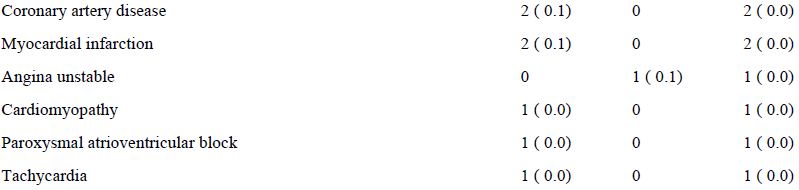 Coronary artery disease 2 ( 0.1) 0 2 ( 0.0)
Myocardial infarction 2 ( 0.1) 0 2 ( 0.0)
Angina unstable 0 1 ( 0.1) 1 ( 0.0)
Cardiomyopathy 1 ( 0.0) 0 1 ( 0.0)
Paroxysmal atrioventricular block 1 ( 0.0) 0 1 ( 0.0)
Tachycardia 1 ( 0.0) 0 1 ( 0.0)